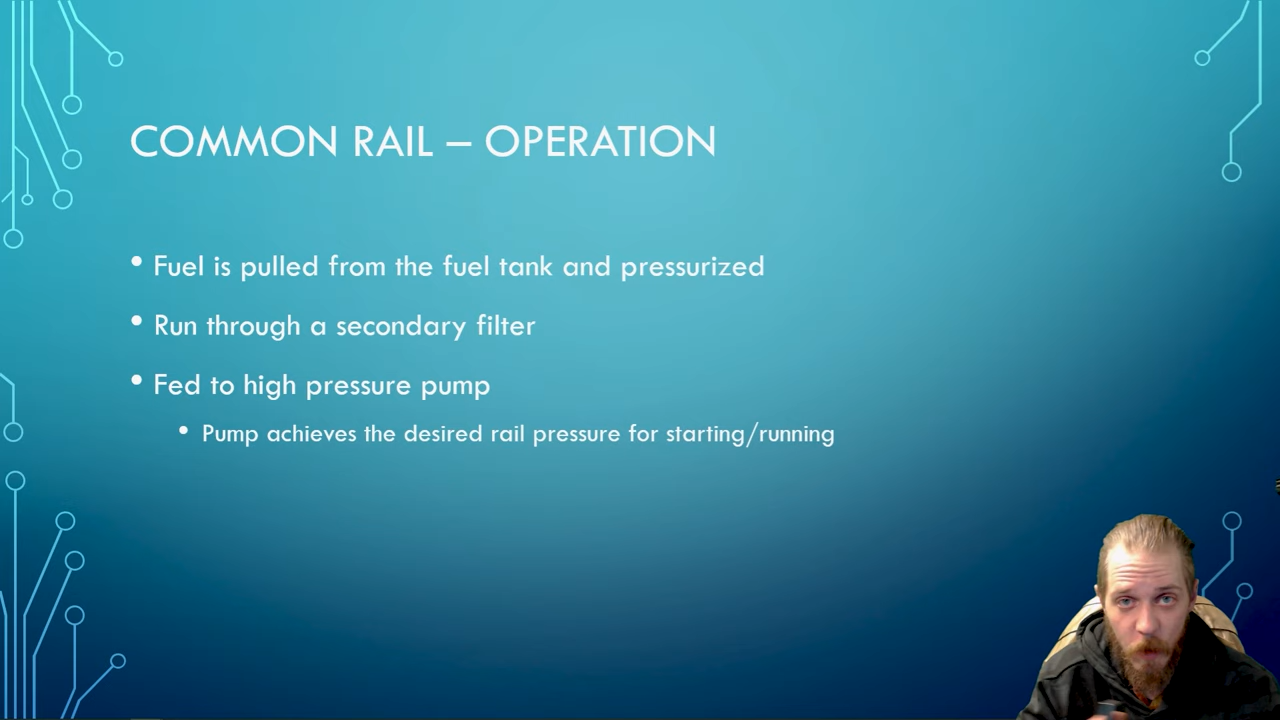 COMMON RAIL – OPERATION
• Fuel is pulled from the fuel tank and pressurized
• Run through a secondary filter
• Fed to high pressure pump
• Pump achieves the desired rail pressure for starting/running